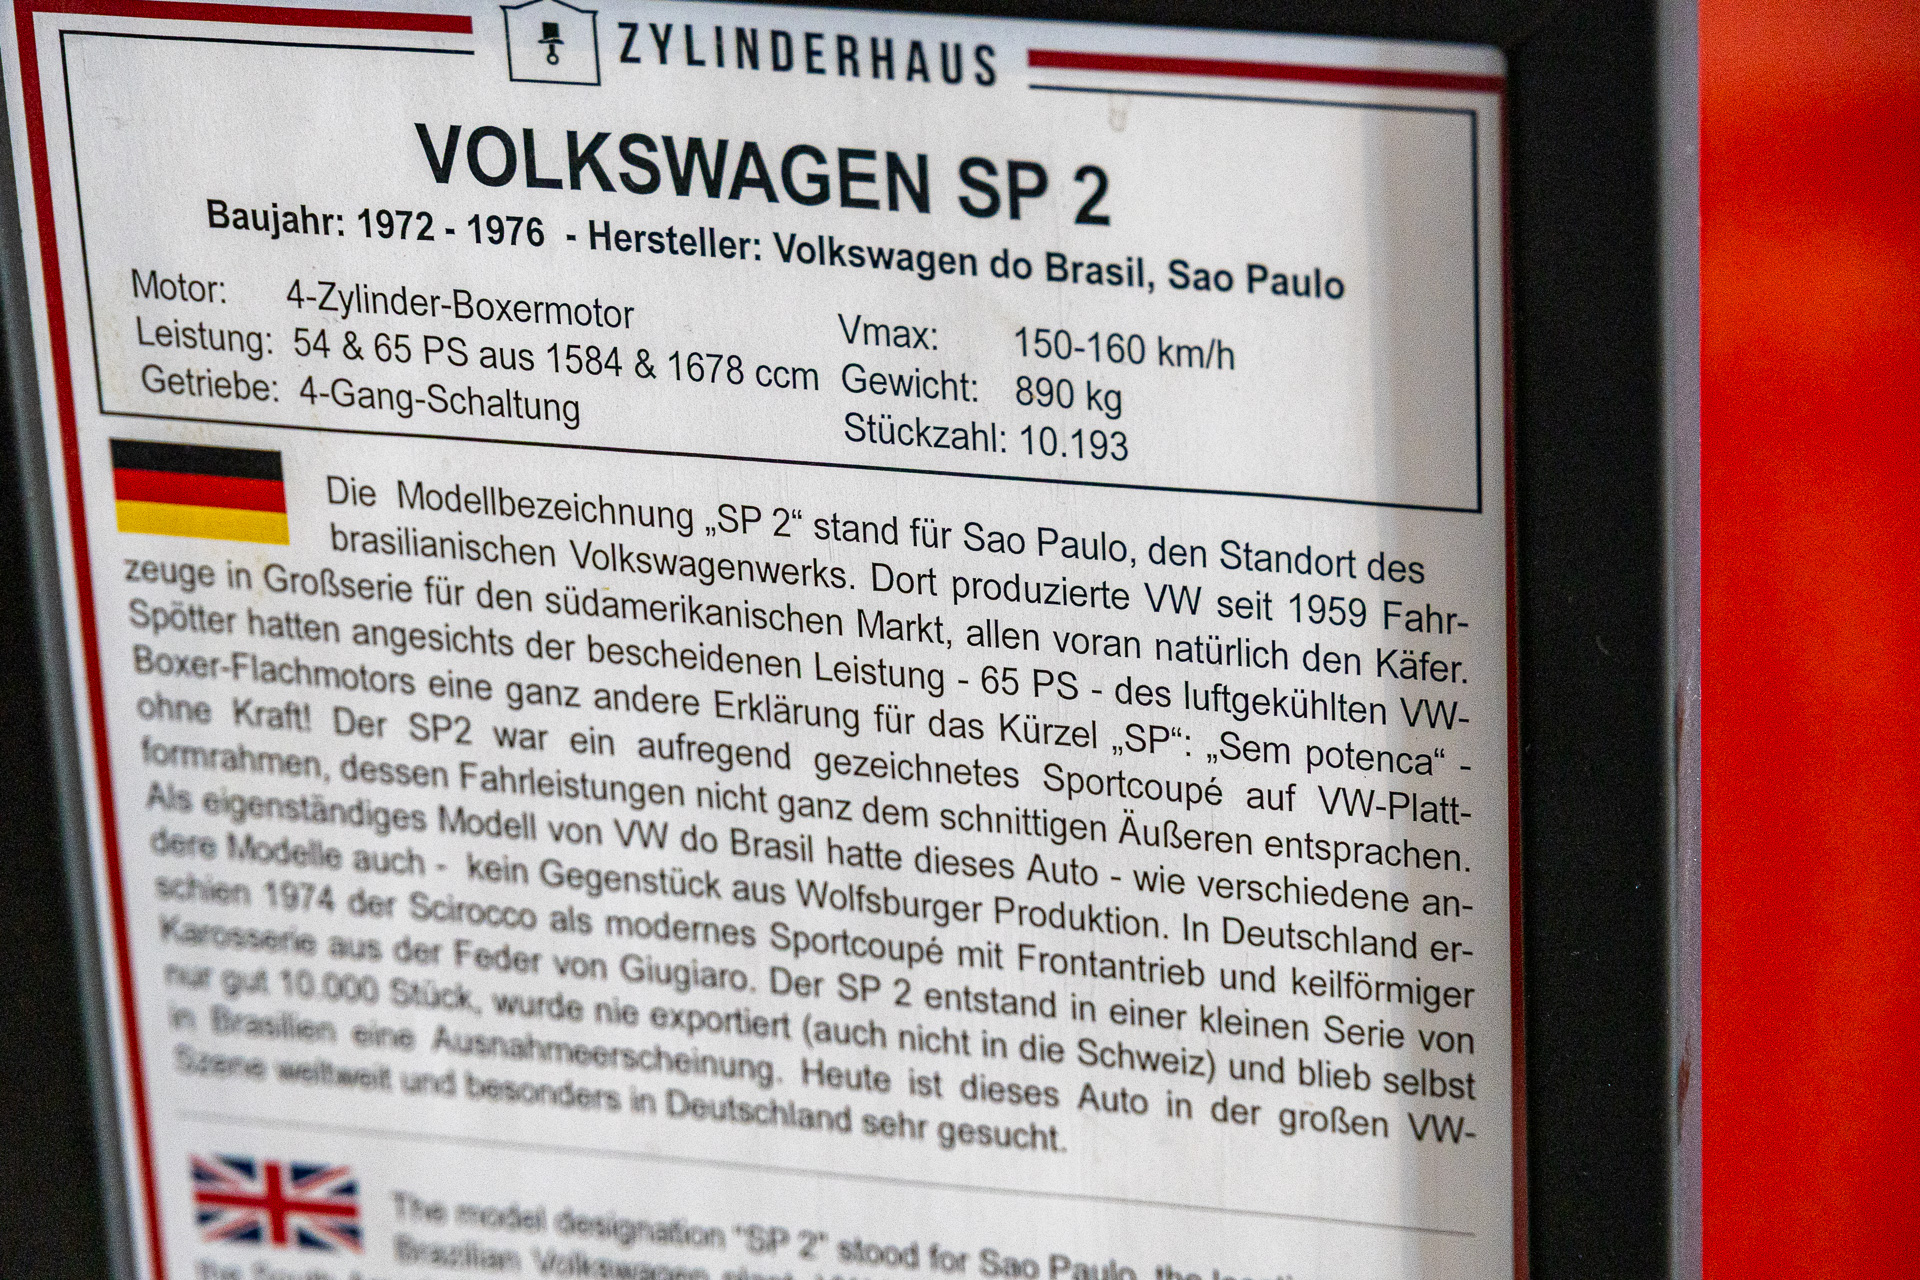 ZYLINDERHAUS
VOLKSWAGEN SP 2
Baujahr: 1972 - 1976 - Hersteller: Volkswagen do Brasil, Sao Paulo
Motor: 4-Zylinder-Boxermotor
Leistung: 54 & 65 PS aus 1584 & 1678 ccm
Getriebe: 4-Gang-Schaltung
Vmax: 150-160 km/h
Gewicht: 890 kg
Stückzahl: 10.193
Die Modellbezeichnung „SP 2“ stand für Sao Paulo, den Standort des
brasilianischen Volkswagenwerks. Dort produzierte VW seit 1959 Fahr-
zeuge in Großserie für den südamerikanischen Markt, allen voran natürlich den Käfer.
Spötter hatten angesichts der bescheidenen Leistung - 65 PS - des luftgekühlten VW-
Boxer-Flachmotors eine ganz andere Erklärung für das Kürzel „SP“: „Sem potenca“ -
ohne Kraft! Der SP2 war ein aufregend gezeichnetes Sportcoupé auf VW-Platt-
formrahmen, dessen Fahrleistungen nicht ganz dem schnittigen Äußeren entsprachen.
Als eigenständiges Modell von VW do Brasil hatte dieses Auto - wie verschiedene an-
dere Modelle auch - kein Gegenstück aus Wolfsburger Produktion. In Deutschland er-
schien 1974 der Scirocco als modernes Sportcoupé mit Frontantrieb und keilförmiger
Karosserie aus der Feder von Giugiaro. Der SP 2 entstand in einer kleinen Serie von
nur gut 10.000 Stück, wurde nie exportiert (auch nicht in die Schweiz) und blieb selbst
in Brasilien eine Ausnahmeerscheinung. Heute ist dieses Auto in der großen VW-
Szene weltweit und besonders in Deutschland sehr gesucht.
The model designation "SP 2" stood for Sao Paulo, the
Brazilian Volkswagen